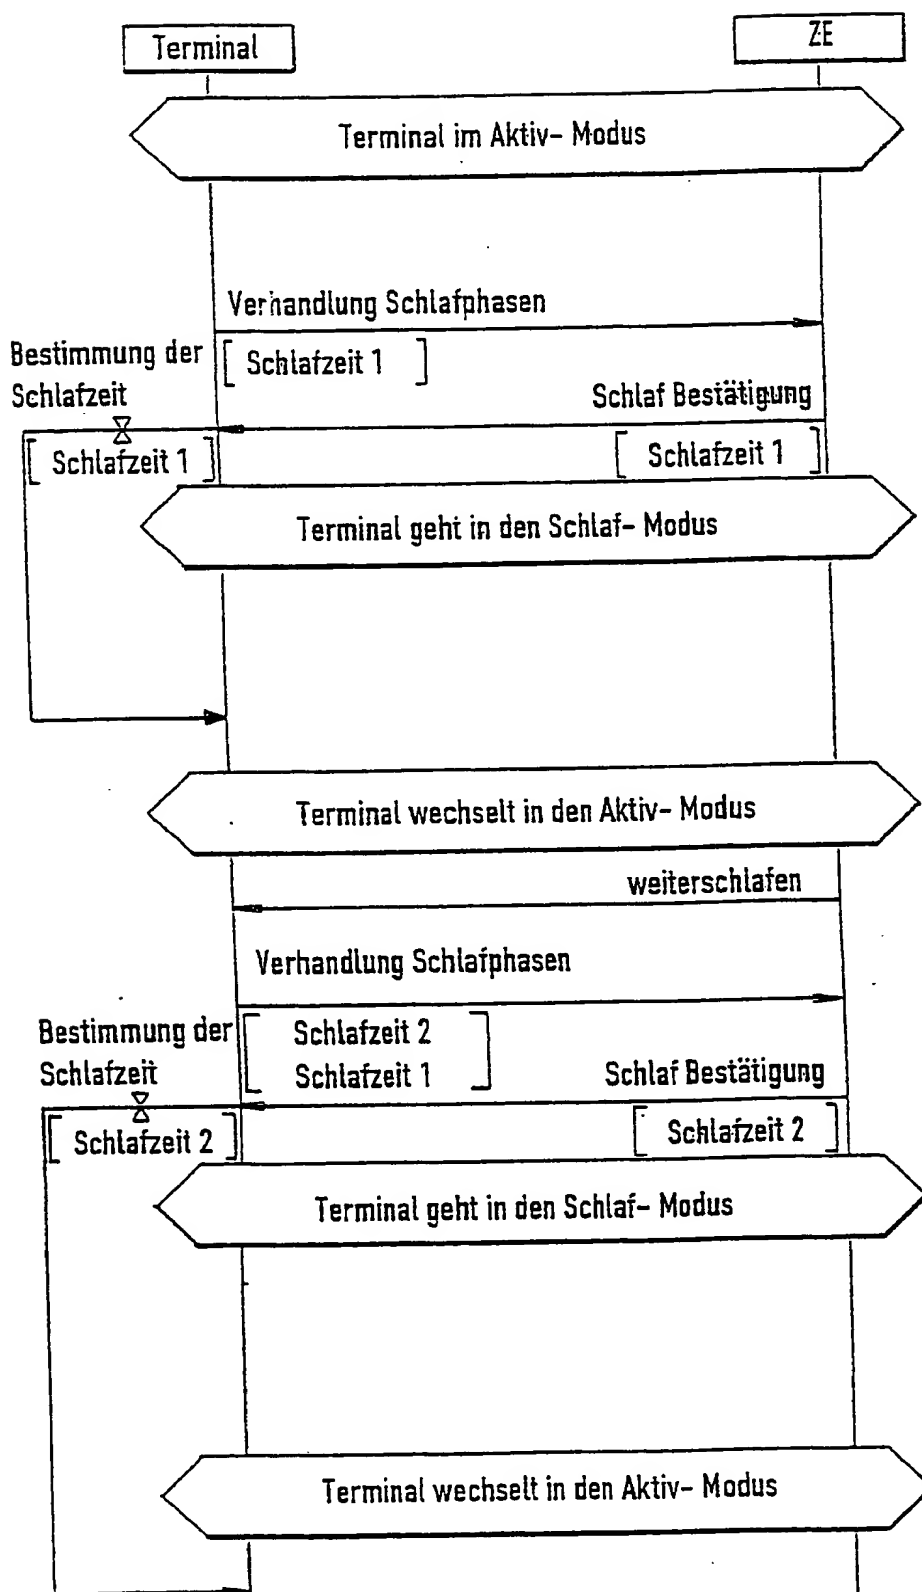 Terminal
ZE
Terminal im Aktiv- Modus
Verhandlung Schlafphasen
[ Schlafzeit 1 ]
Bestimmung der
Schlafzeit
Schlaf Bestätigung
[ Schlafzeit 1 ]
[ Schlafzeit 1 ]
Terminal geht in den Schlaf- Modus
Terminal wechselt in den Aktiv- Modus
weiterschlafen
Verhandlung Schlafphasen
Bestimmung der
Schlafzeit
[ Schlafzeit 2
Schlafzeit 1 ]
Schlaf Bestätigung
[ Schlafzeit 2 ]
[ Schlafzeit 2 ]
Terminal geht in den Schlaf- Modus
Terminal wechselt in den Aktiv- Modus